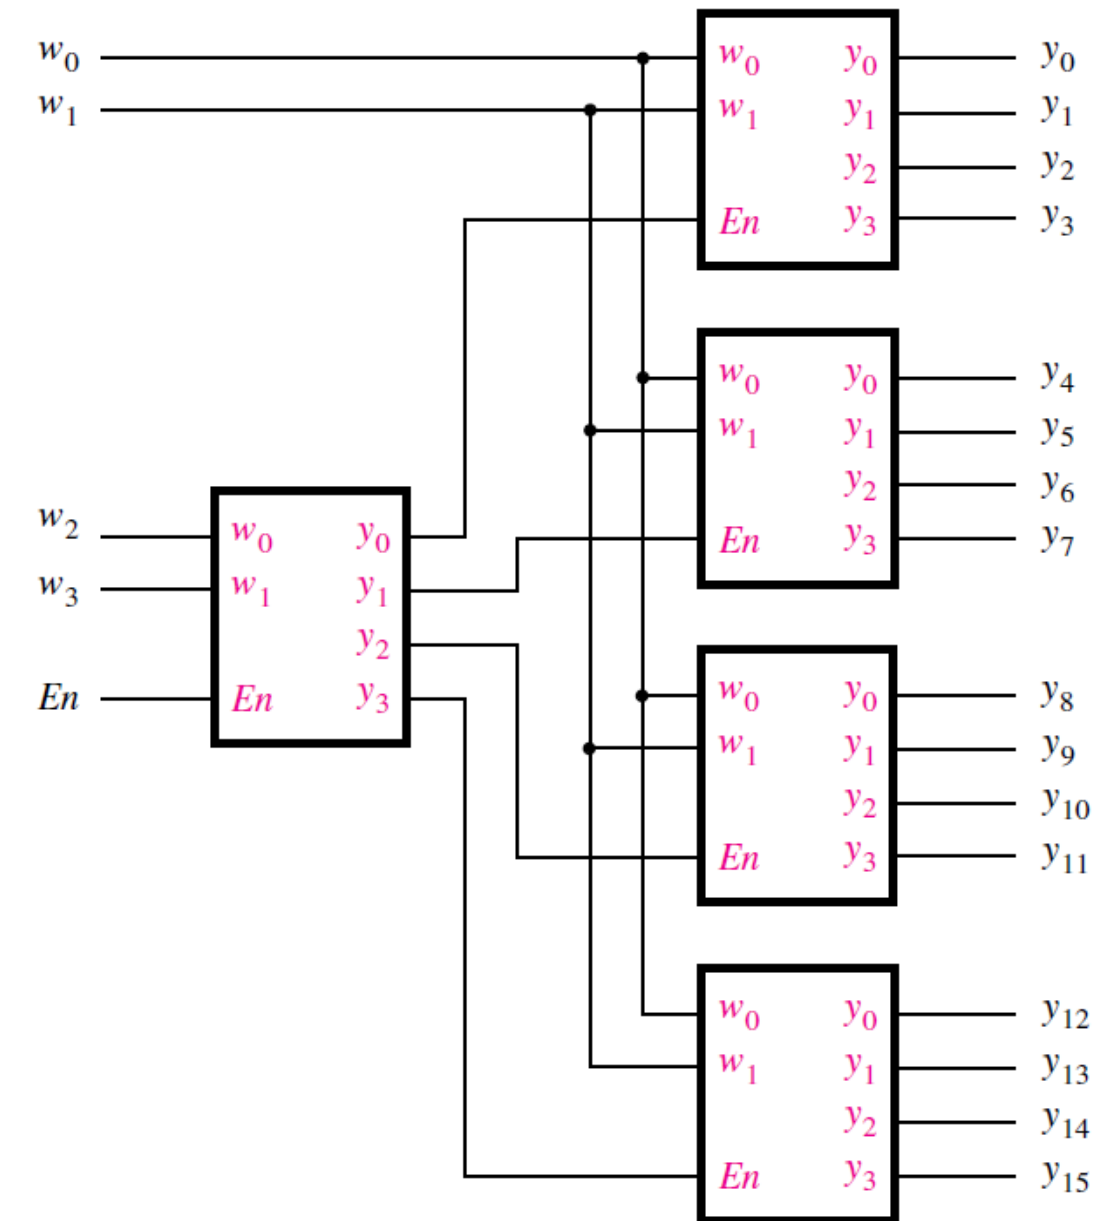 w0 w0 y0 y0
w1 w1 y1 y1
y2 y2
En y3 y3
w0 y0 y4
w1 y1 y5
y2 y6
En y3 y7
w2 w0 y0
w3 w1 y1
y2
En En y3
w0 y0 y8
w1 y1 y9
y2 y10
En y3 y11
w0 y0 y12
w1 y1 y13
y2 y14
En y3 y15